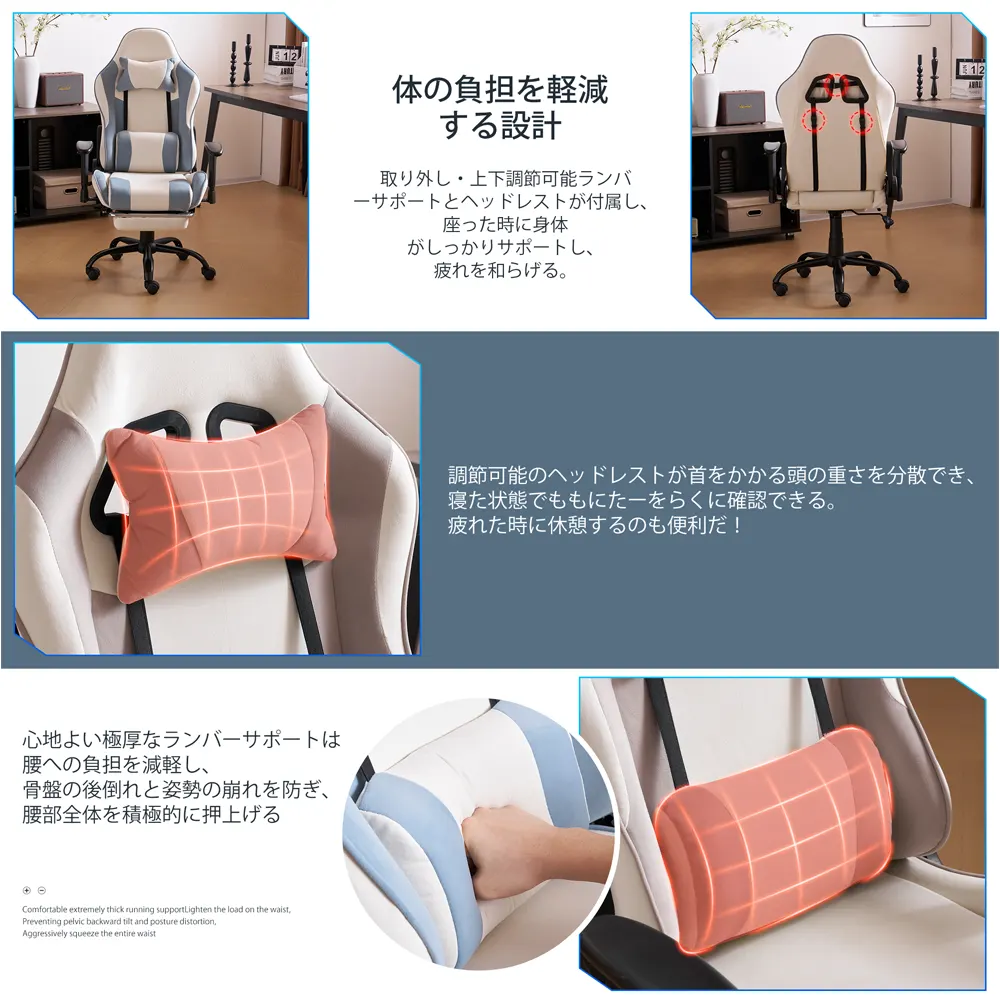 体の負担を軽減
する設計
取り外し・上下調節可能ランバ
ーサポートとヘッドレストが付属し、
座った時に身体
がしっかりサポートし、
疲れを和らげる。
調節可能のヘッドレストが首をかかる頭の重さを分散でき、
寝た状態でももにたーをらくに確認できる。
疲れた時に休憩するのも便利だ！
心地よい極厚なランバーサポートは
腰への負担を減軽し、
骨盤の後倒れと姿勢の崩れを防ぎ、
腰部全体を積極的に押上げる
Comfortable extremely thick running supportLighten the load on the waist,
Preventing pelvic backward tilt and posture distortion,
Aggressively squeeze the entire waist